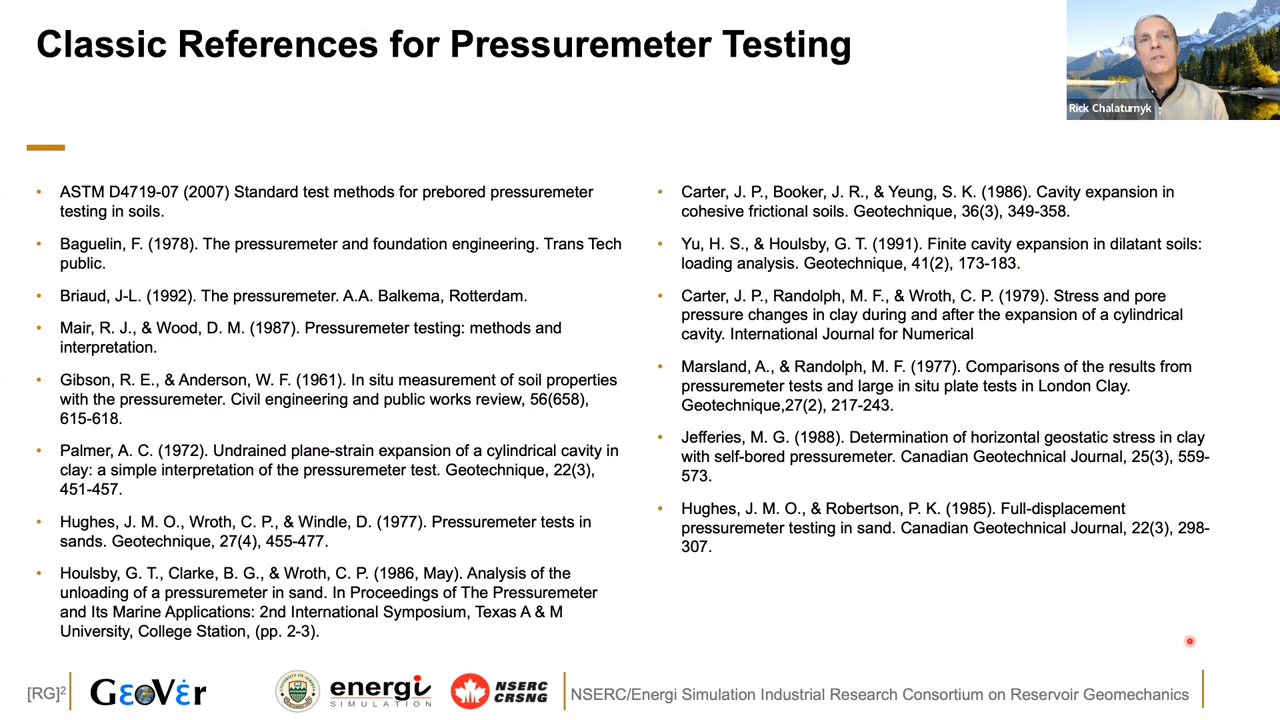 Classic References for Pressuremeter Testing
Rick Chalaturnyk
• ASTM D4719-07 (2007) Standard test methods for prebored pressuremeter
testing in soils.
• Baguelin, F. (1978). The pressuremeter and foundation engineering. Trans Tech
public.
• Briaud, J-L. (1992). The pressuremeter. A.A. Balkema, Rotterdam.
• Mair, R. J., & Wood, D. M. (1987). Pressuremeter testing: methods and
interpretation.
• Gibson, R. E., & Anderson, W. F. (1961). In situ measurement of soil properties
with the pressuremeter. Civil engineering and public works review, 56(658),
615-618.
• Palmer, A. C. (1972). Undrained plane-strain expansion of a cylindrical cavity in
clay: a simple interpretation of the pressuremeter test. Geotechnique, 22(3),
451-457.
• Hughes, J. M. O., Wroth, C. P., & Windle, D. (1977). Pressuremeter tests in
sands. Geotechnique, 27(4), 455-477.
• Houlsby, G. T., Clarke, B. G., & Wroth, C. P. (1986, May). Analysis of the
unloading of a pressuremeter in sand. In Proceedings of The Pressuremeter
and Its Marine Applications: 2nd International Symposium, Texas A & M
University, College Station, (pp. 2-3).
• Carter, J. P., Booker, J. R., & Yeung, S. K. (1986). Cavity expansion in
cohesive frictional soils. Geotechnique, 36(3), 349-358.
• Yu, H. S., & Houlsby, G. T. (1991). Finite cavity expansion in dilatant soils:
loading analysis. Geotechnique, 41(2), 173-183.
• Carter, J. P., Randolph, M. F., & Wroth, C. P. (1979). Stress and pore
pressure changes in clay during and after the expansion of a cylindrical
cavity. International Journal for Numerical
• Marsland, A., & Randolph, M. F. (1977). Comparisons of the results from
pressuremeter tests and large in situ plate tests in London Clay.
Geotechnique,27(2), 217-243.
• Jefferies, M. G. (1988). Determination of horizontal geostatic stress in clay
with self-bored pressuremeter. Canadian Geotechnical Journal, 25(3), 559-
573.
• Hughes, J. M. O., & Robertson, P. K. (1985). Full-displacement
pressuremeter testing in sand. Canadian Geotechnical Journal, 22(3), 298-
307.
[RG]²
GεoVėr
energi
SIMULATION
NSERC
CRSNG
NSERC/Energi Simulation Industrial Research Consortium on Reservoir Geomechanics